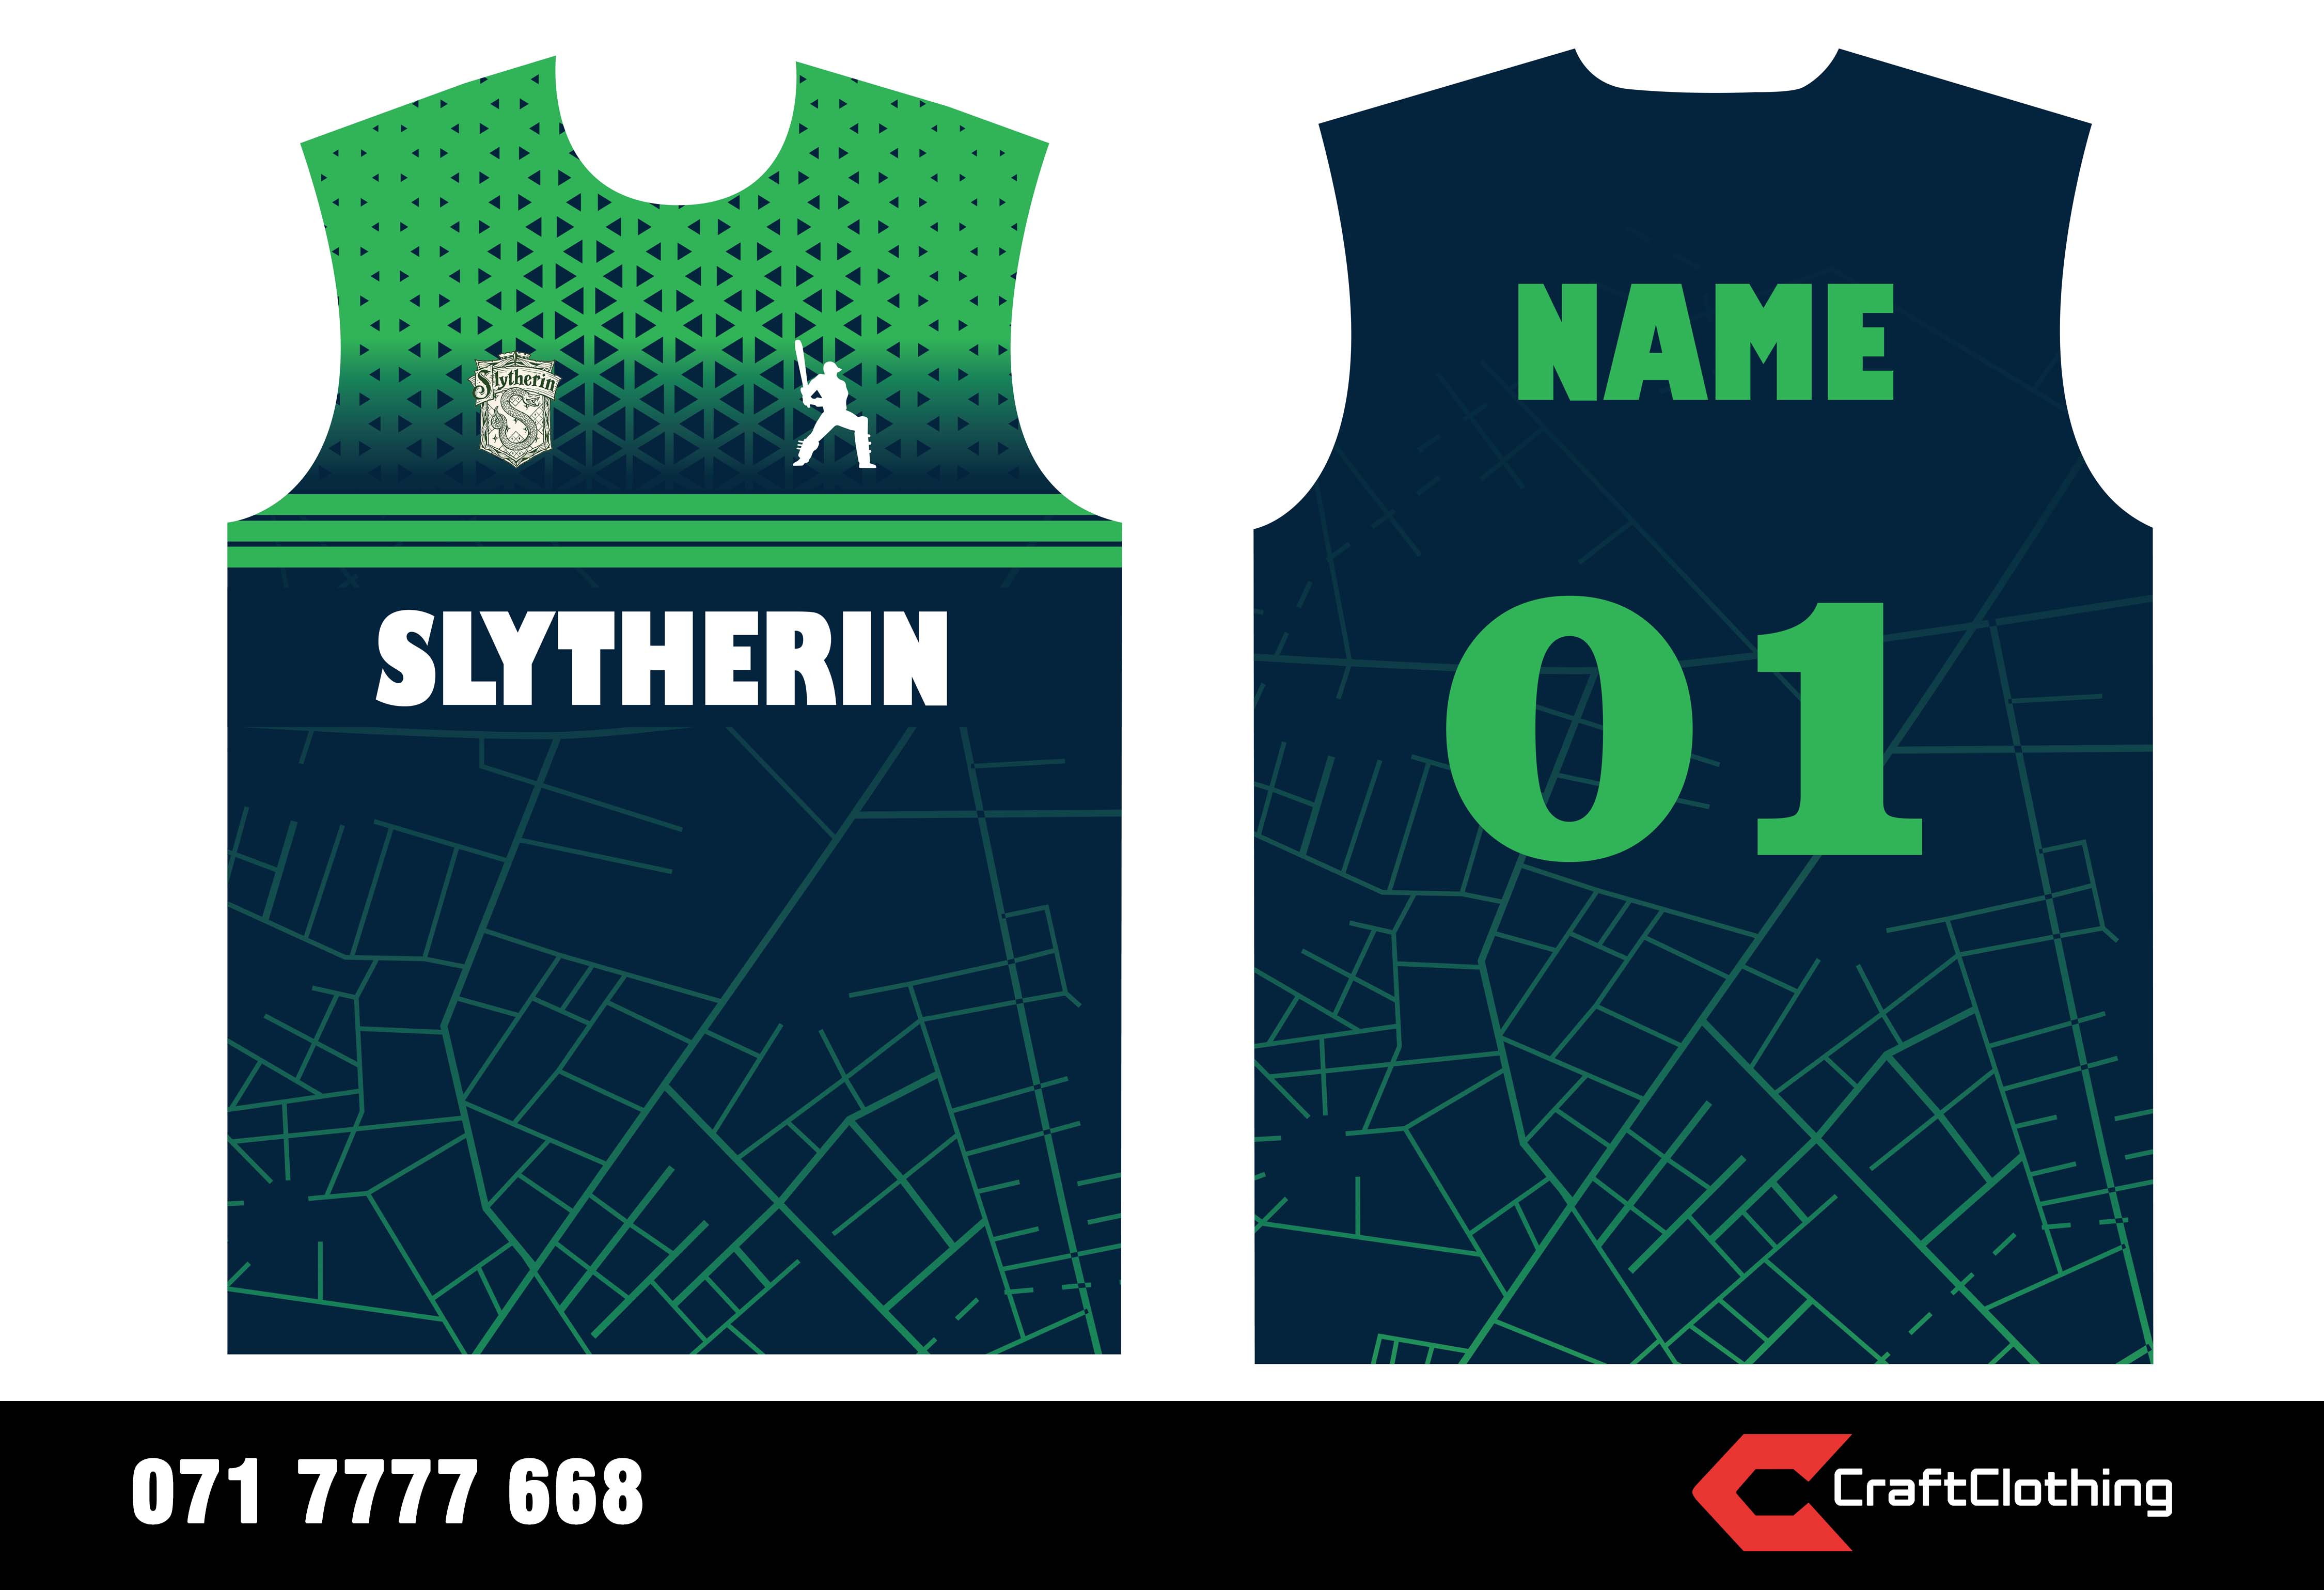 Slytherin
SLYTHERIN
NAME
01
071 7777 668
CraftClothing